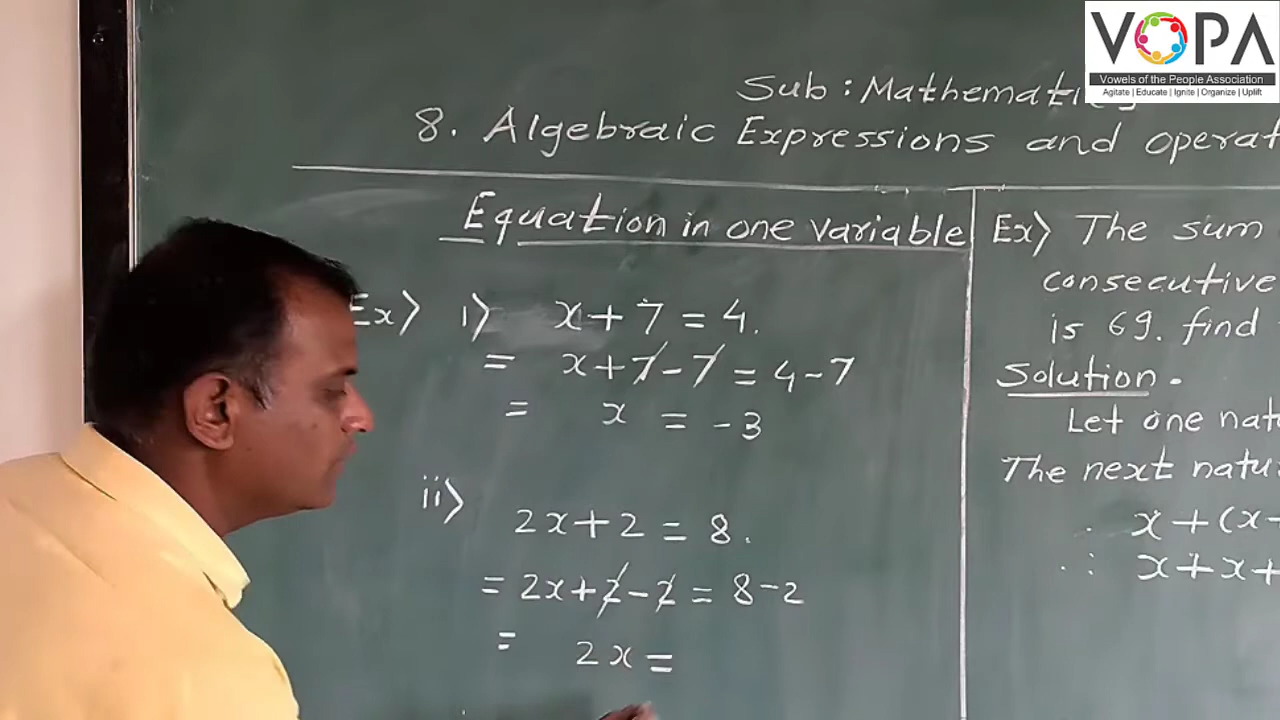 VOPA
Vowels of the People Association
Agitate | Educate | Ignite | Organize | Uplift
Sub : Mathematics
8. Algebraic Expressions and operat
Equation in one variable
Ex) i) x + 7 = 4.
= x + 7 - 7 = 4 - 7
= x = -3
ii)
2x + 2 = 8.
= 2x + 2 - 2 = 8 - 2
= 2x =
Ex) The sum
consecutive
is 69. find
Solution.
Let one nat
The next natu
. x + (x
∴ x + x +